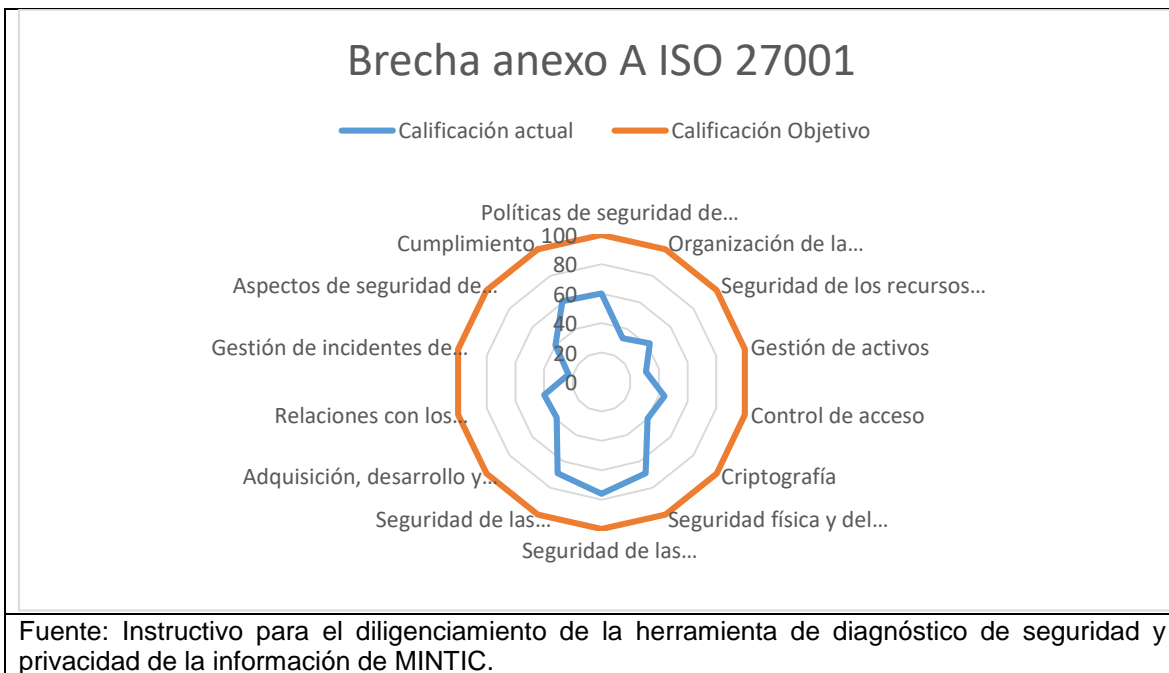 Brecha anexo A ISO 27001
Calificación actual
Calificación Objetivo
Políticas de seguridad de...
Cumplimiento
100
Organización de la...
80
Aspectos de seguridad de...
Seguridad de los recursos...
60
40
Gestión de incidentes de...
20
Gestión de activos
0
Relaciones con los...
Control de acceso
Adquisición, desarrollo y...
Criptografía
Seguridad de las...
Seguridad física y del...
Seguridad de las...
Fuente: Instructivo para el diligenciamiento de la herramienta de diagnóstico de seguridad y
privacidad de la información de MINTIC.